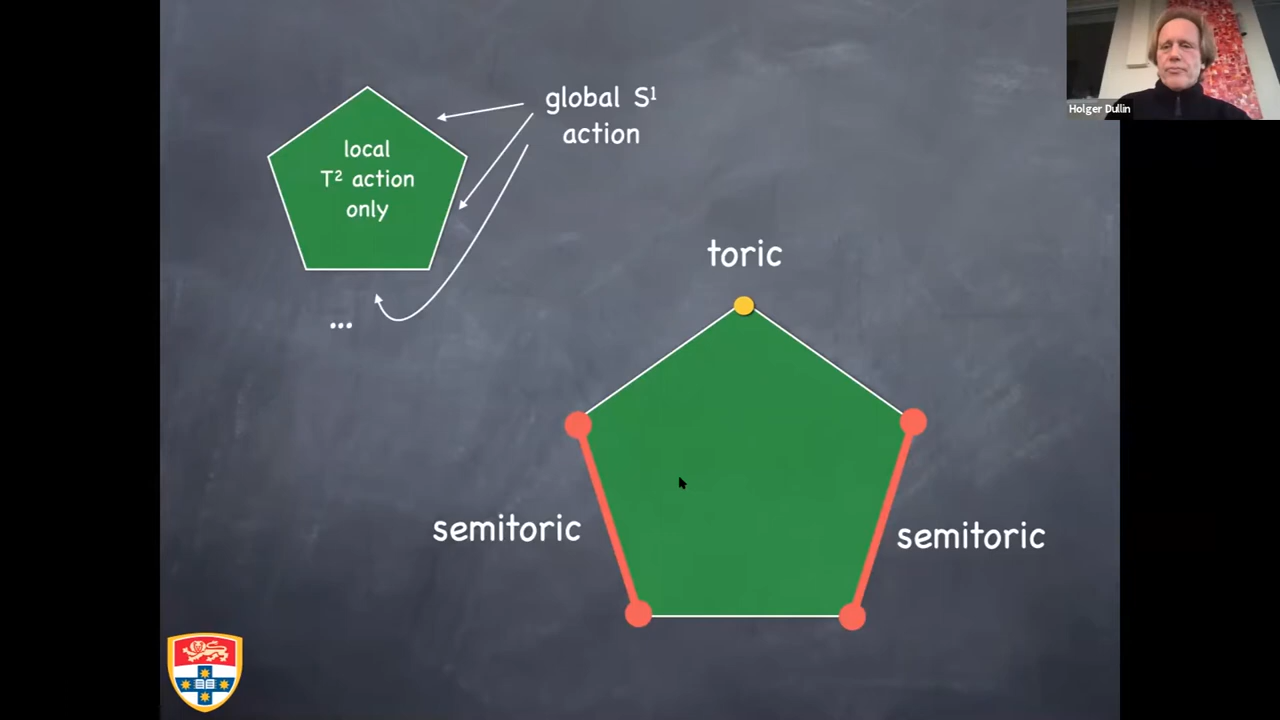 global S¹
action
local
T² action
only
...
toric
semitoric
semitoric
Holger Dullin